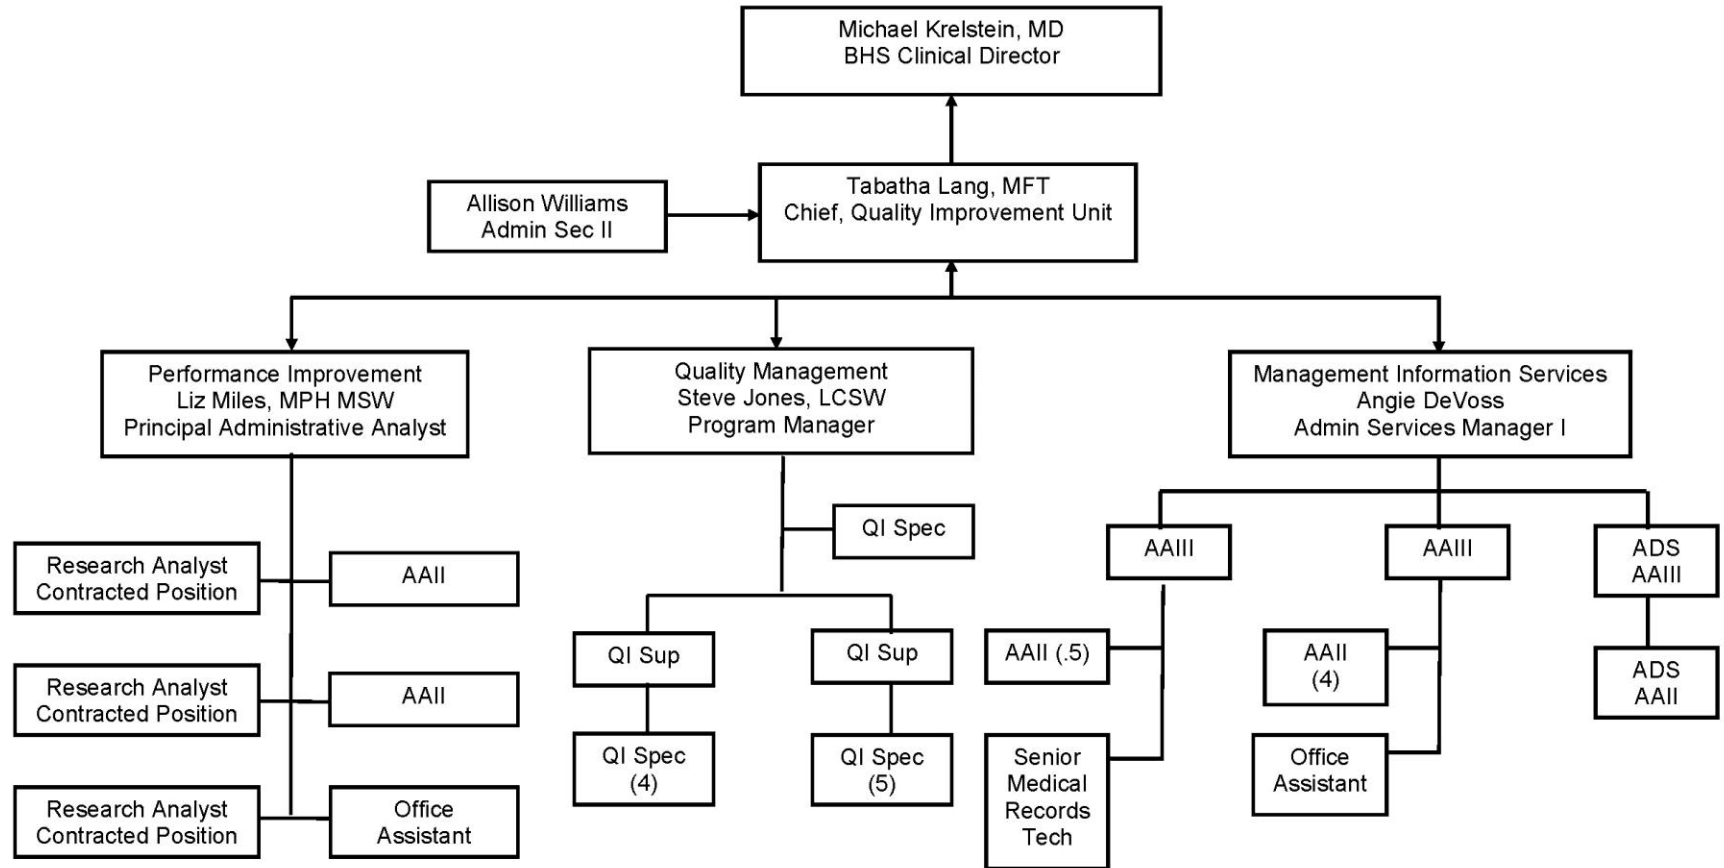 Michael Krelstein, MD
BHS Clinical Director
Allison Williams
Admin Sec II
Tabatha Lang, MFT
Chief, Quality Improvement Unit
Performance Improvement
Liz Miles, MPH MSW
Principal Administrative Analyst
Quality Management
Steve Jones, LCSW
Program Manager
Management Information Services
Angie DeVoss
Admin Services Manager I
Research Analyst
Contracted Position
AAII
Research Analyst
Contracted Position
AAII
Research Analyst
Contracted Position
Office
Assistant
QI Spec
QI Sup
QI Spec
(4)
QI Sup
QI Spec
(5)
AAIII
AAII (.5)
Senior
Medical
Records
Tech
AAIII
AAII
(4)
Office
Assistant
ADS
AAIII
ADS
AAII